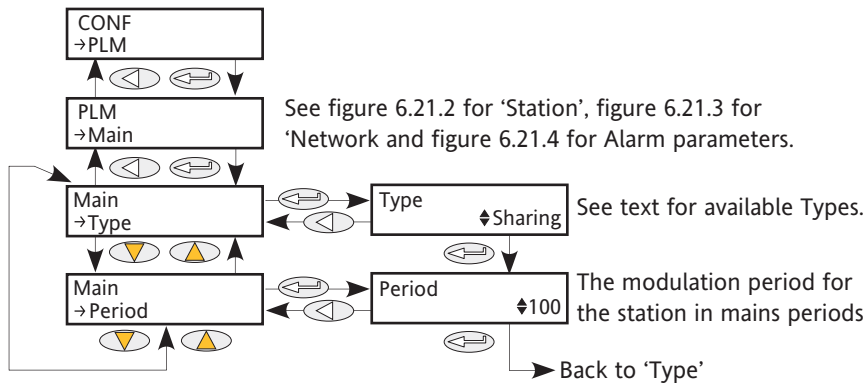 CONF
→PLM
PLM
→Main
See figure 6.21.2 for ‘Station’, figure 6.21.3 for
‘Network and figure 6.21.4 for Alarm parameters.
Main
→Type
Type
Sharing
See text for available Types.
Main
→Period
Period
100
The modulation period for
the station in mains periods
Back to ‘Type’